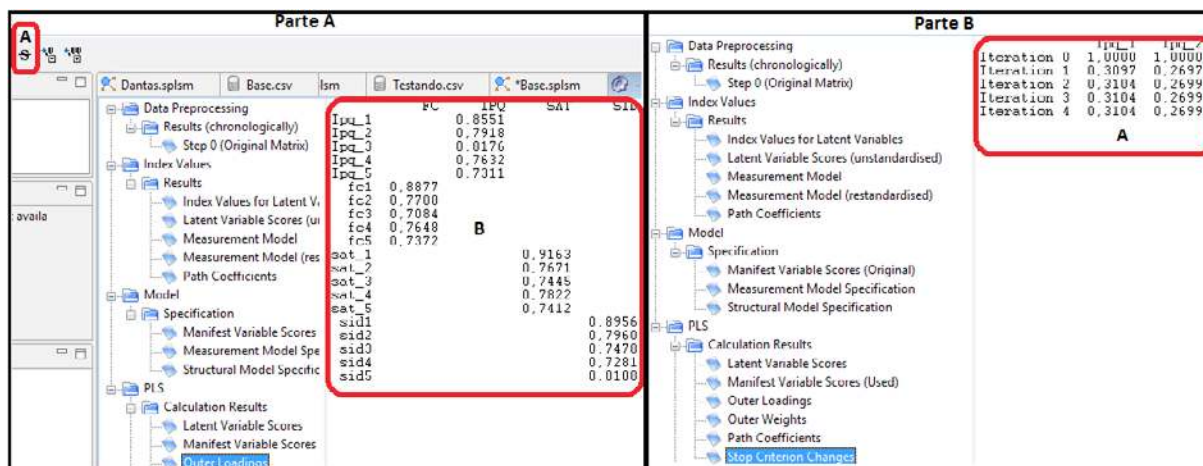 Parte A
A
Dantas.splsm Base.csv lsm Testando.csv *Base.splsm
t availa
Data Preprocessing
Results (chronologically)
Step 0 (Original Matrix)
Index Values
Results
Index Values for Latent V
Latent Variable Scores (u
Measurement Model
Measurement Model (res
Path Coefficients
Model
Specification
Manifest Variable Scores
Measurement Model Spe
Structural Model Specific
PLS
Calculation Results
Latent Variable Scores
Manifest Variable Scores
Outer Loadings
FC IPQ SAT
Ipq_1 0.8551
Ipq_2 0.7918
Ipq_3 0.8176
Ipq_4 0.7632
Ipq_5 0.7311
fc1 0,8877
fc2 0,7700
fc3 0,7084
fc4 0,7648
fc5 0,7372
B
sat_1 0,9163
sat_2 0,7671
sat_3 0,7445
sat_4 0,7822
sat_5 0,7412
sid1 0.8956
sid2 0.7960
sid3 0.7470
sid4 0.7281
sid5
Parte B
Data Preprocessing
Results (chronologically)
Step 0 (Original Matrix)
Index Values
Results
Index Values for Latent Variables
Latent Variable Scores (unstandardised)
Measurement Model
Measurement Model (restandardised)
Path Coefficients
Model
Specification
Manifest Variable Scores (Original)
Measurement Model Specification
Structural Model Specification
PLS
Calculation Results
Latent Variable Scores
Manifest Variable Scores (Used)
Outer Loadings
Outer Weights
Path Coefficients
Stop Criterion Changes
Iteration 0 1,0000 1,0000
Iteration 1 0,3097 0,2699
Iteration 2 0,3104 0,2699
Iteration 3 0,3104 0,2699
Iteration 4 0,3104 0,2699
A